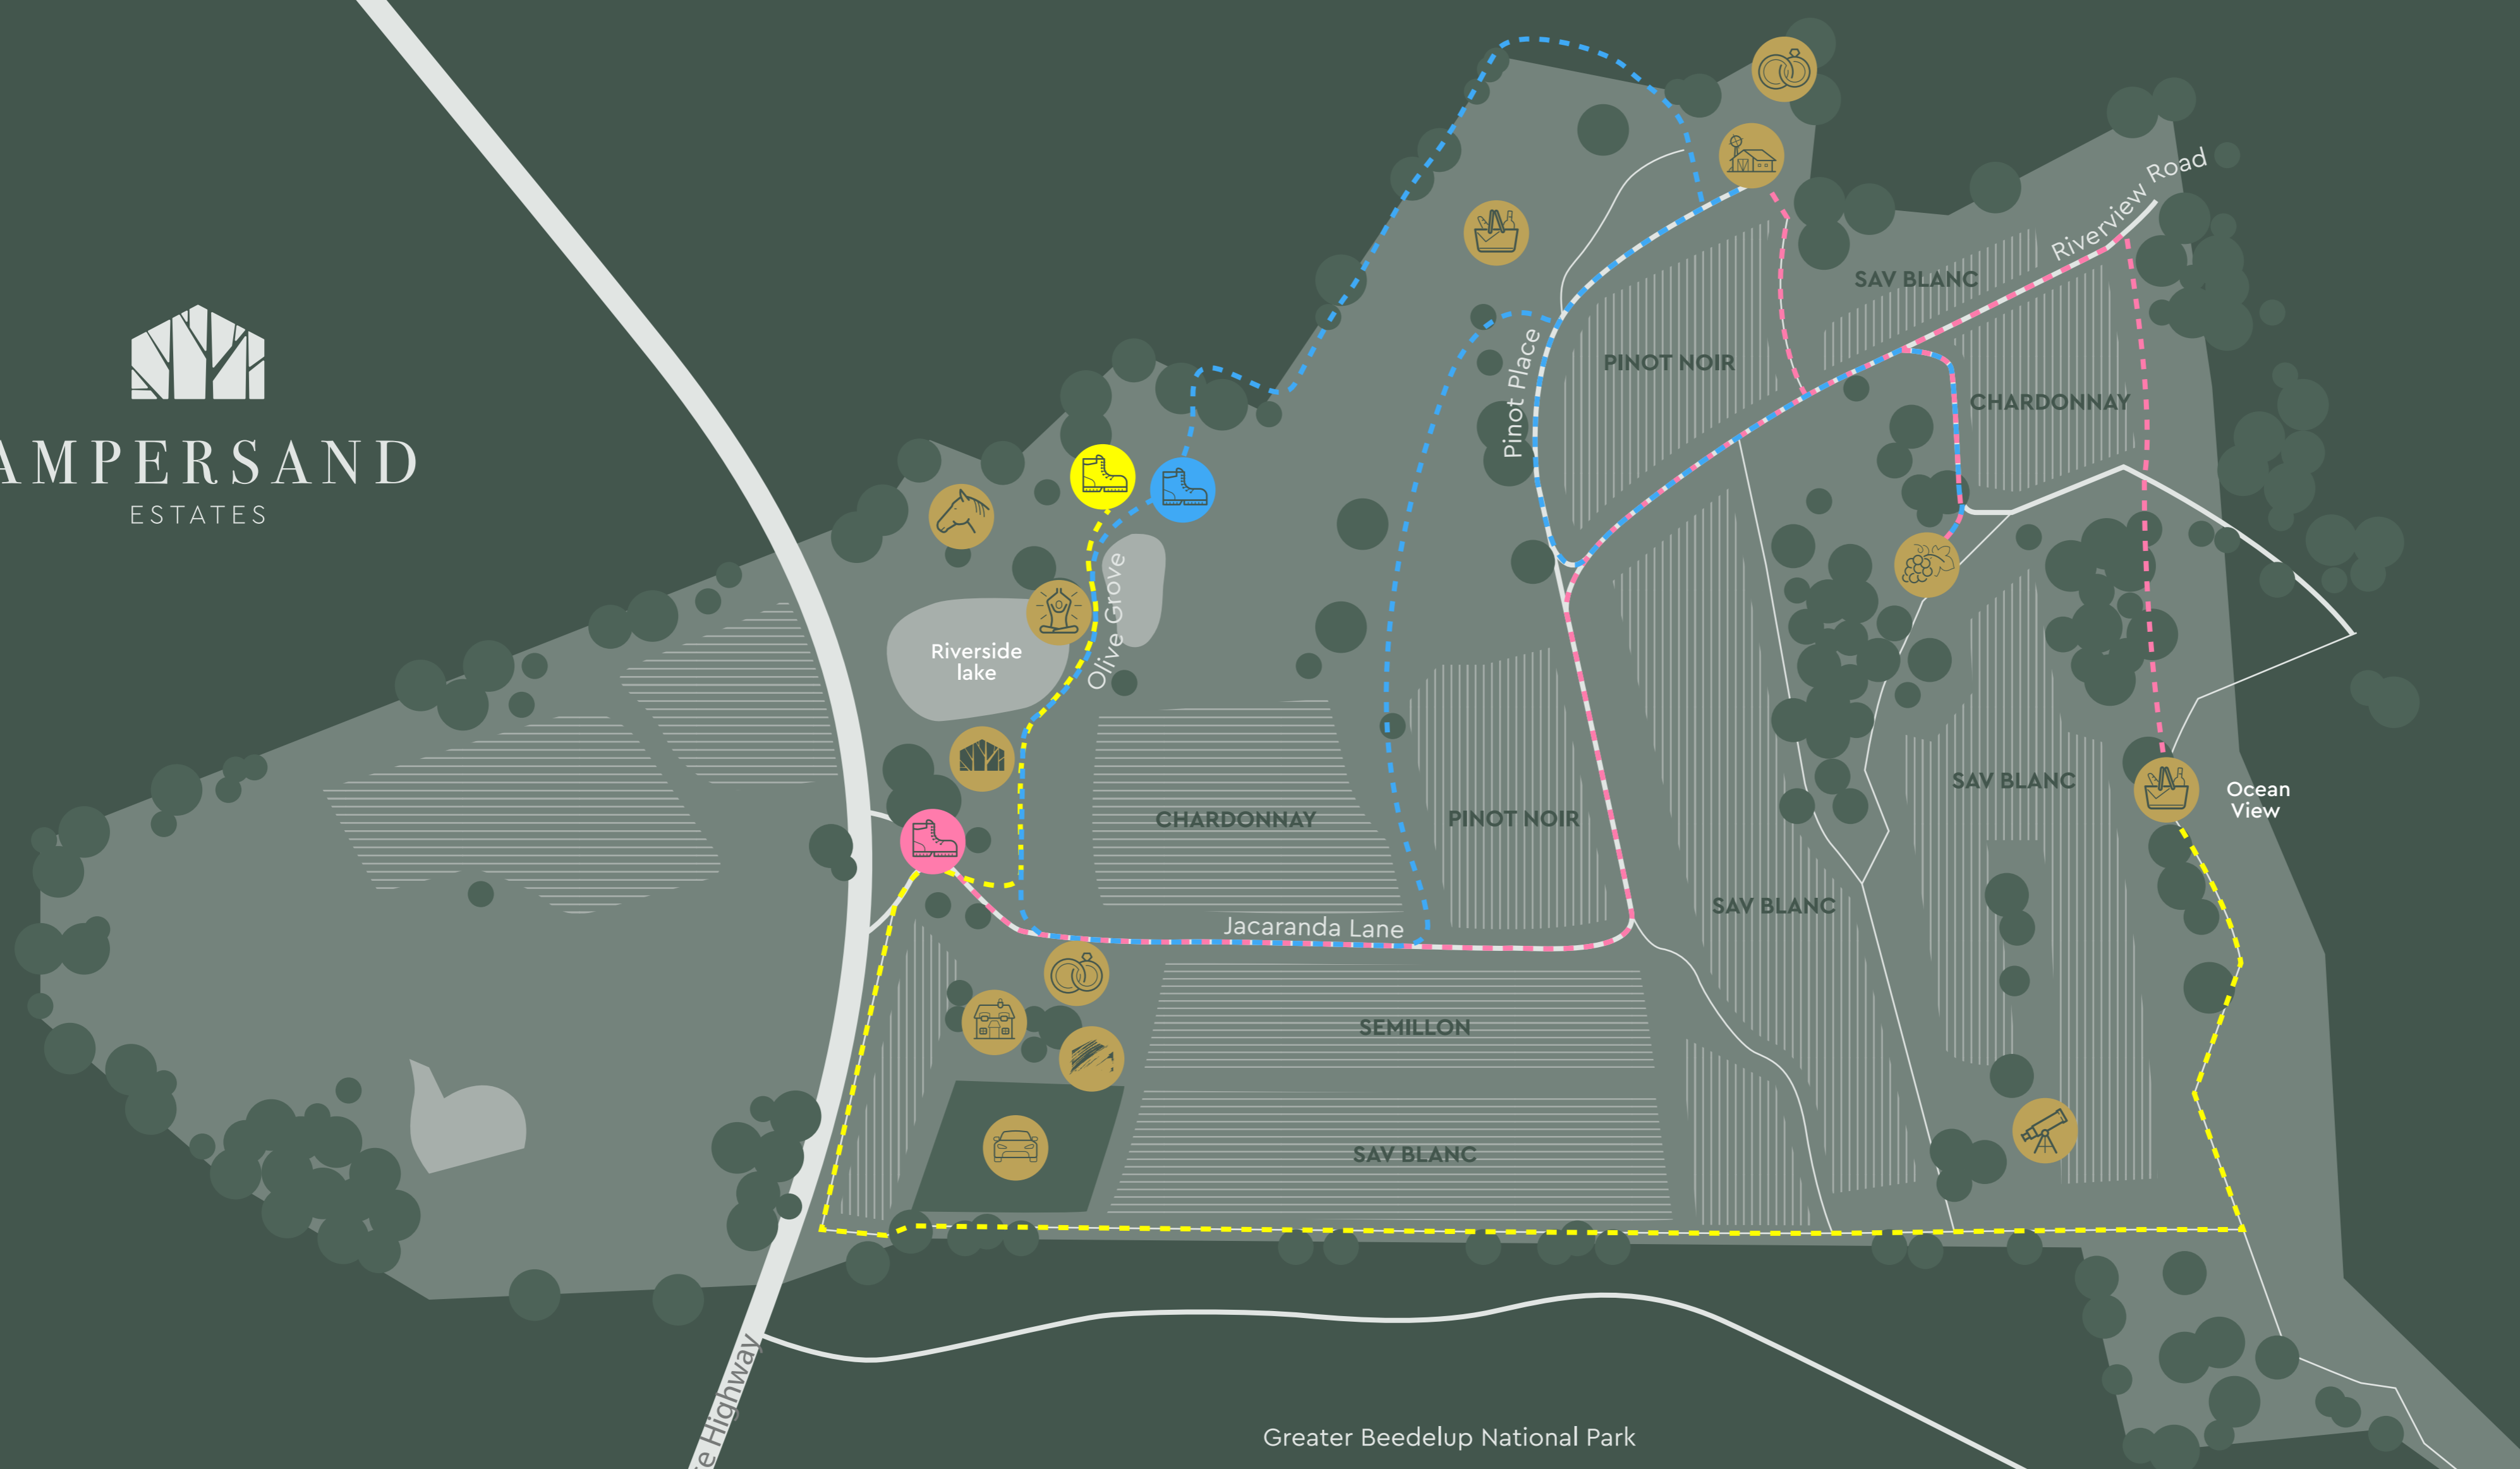 AMPERSAND
ESTATES
Riverview Road
SAV BLANC
PINOT NOIR
Pinot Place
CHARDONNAY
Olive Grove
Riverside
lake
SAV BLANC
Ocean
View
CHARDONNAY
PINOT NOIR
SAV BLANC
Jacaranda Lane
SEMILLON
SAV BLANC
Highway
Greater Beedelup National Park